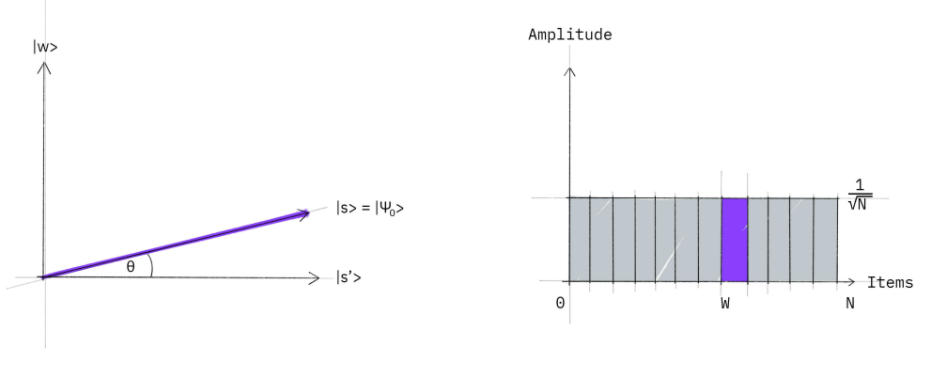 |w>
|s> = |Ψ₀>
θ
|s'>
Amplitude
1
√N
Items
0
W
N